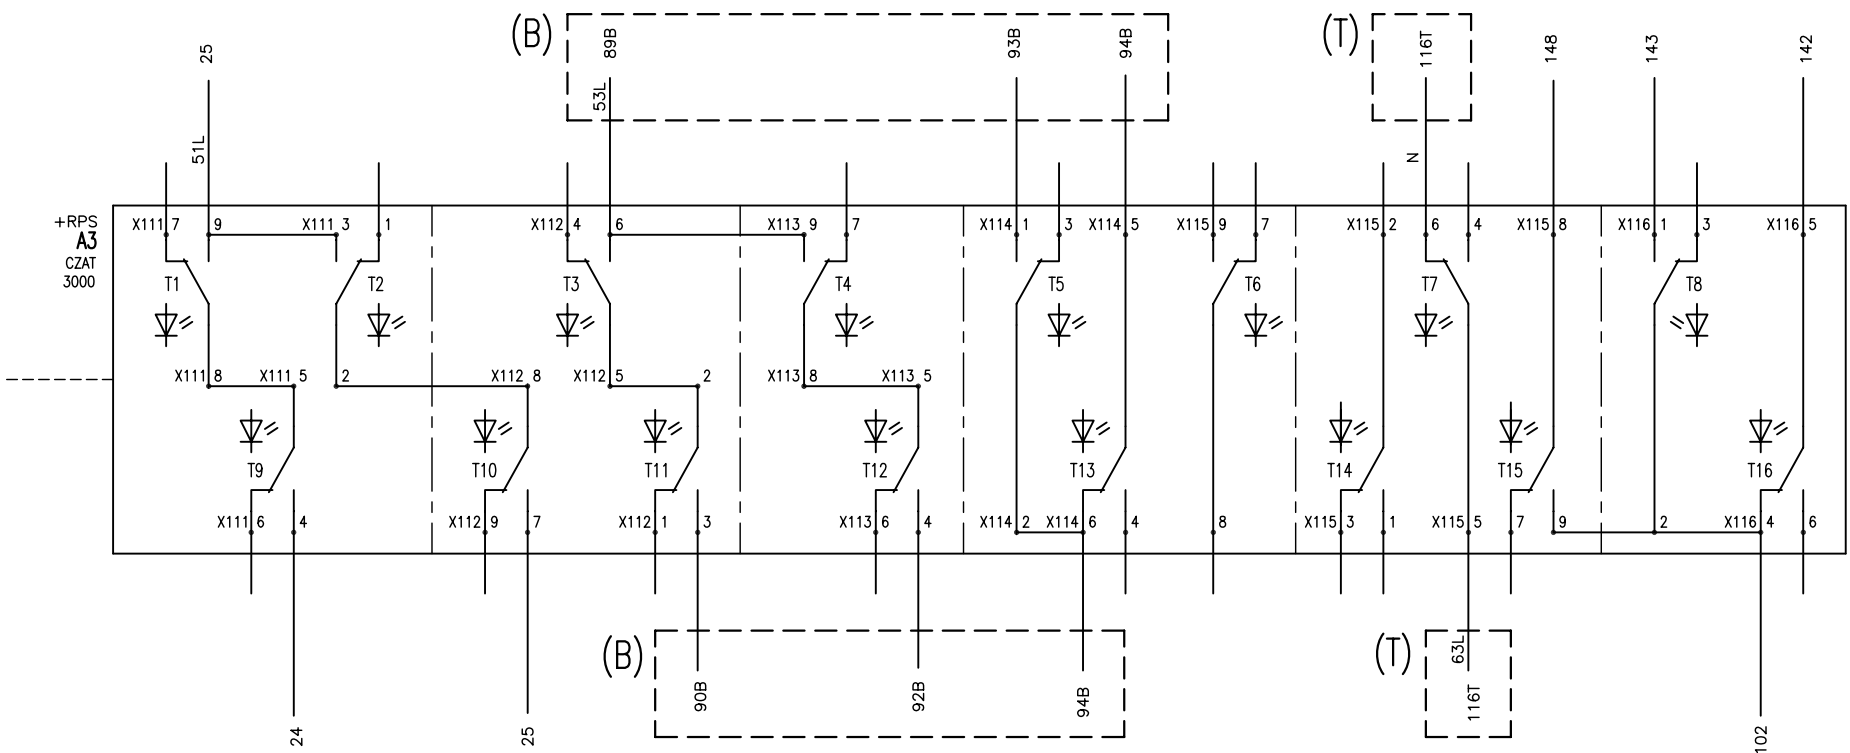 25
(B)
89B
93B
94B
(T)
116T
148
143
142
51L
53L
N
+RPS
A3
CZAT
3000
X111 7
9
X111 3
1
X112 4
6
X113 9
7
X114 1
3
X114 5
X115 9
7
X115 2
6
4
X115 8
X116 1
3
X116 5
T1
T2
T3
T4
T5
T6
T7
T8
X111 8
X111 5
2
X112 8
X112 5
2
X113 8
X113 5
T9
T10
T11
T12
T13
T14
T15
T16
X111 6
4
X112 9
7
X112 1
3
X113 6
4
X114 2
X114 6
4
8
X115 3
1
X115 5
7
9
2
X116 4
6
(B)
90B
92B
94B
(T)
63L
116T
24
25
102